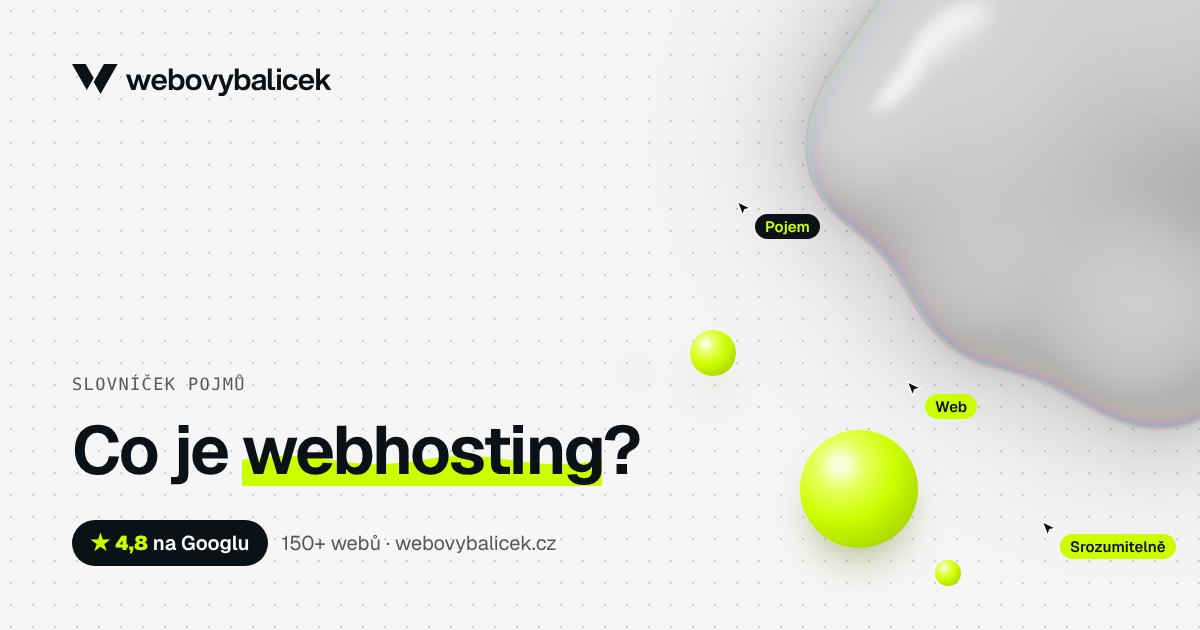 webovybalicek
Pojem
SLOVNÍČEK POJMŮ
Web
Co je webhosting?
★ 4,8 na Googlu
150+ webů · webovybalicek.cz
Srozumitelně